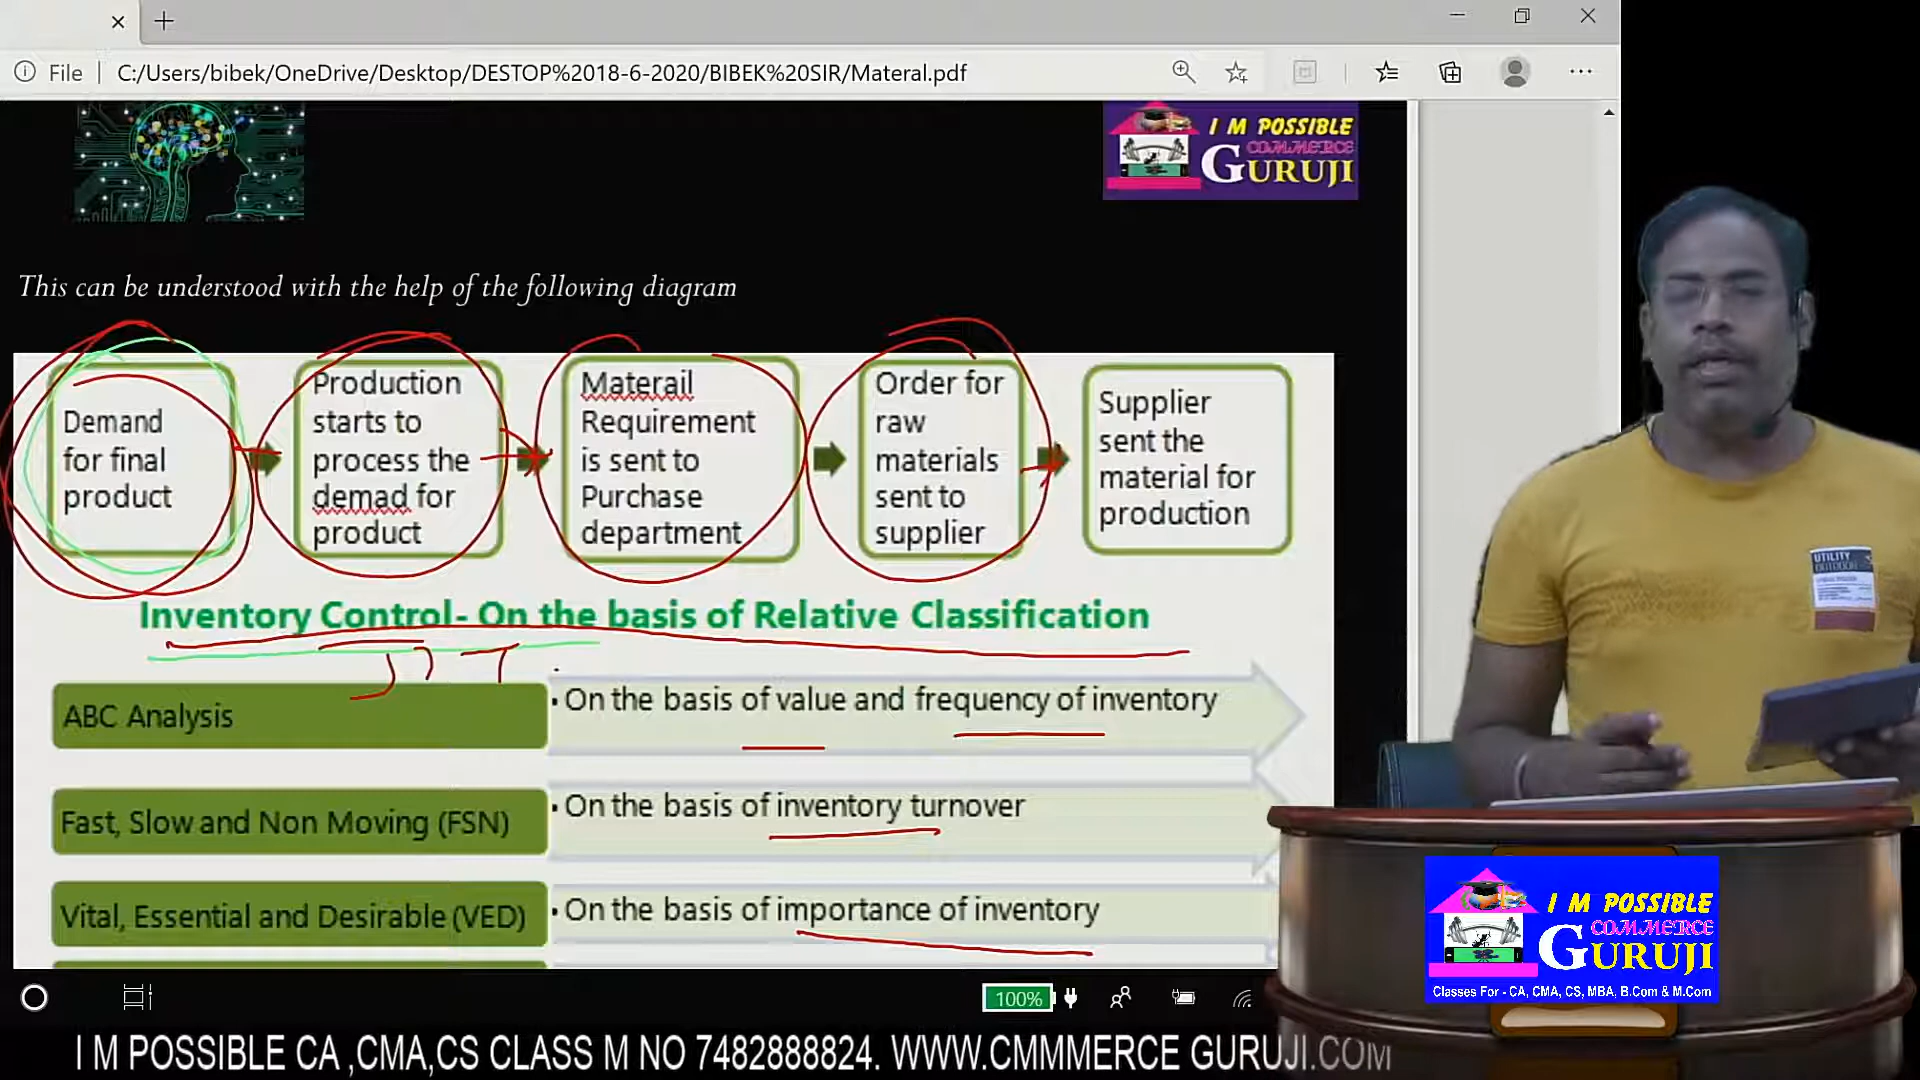 File
C:/Users/bibek/OneDrive/Desktop/DESTOP%2018-6-2020/BIBEK%20SIR/Materal.pdf
I M POSSIBLE
COMMERCE
GURUJI
This can be understood with the help of the following diagram
Demand
for final
product
Production
starts to
process the
demad for
product
Materail
Requirement
is sent to
Purchase
department
Order for
raw
materials
sent to
supplier
Supplier
sent the
material for
production
Inventory Control- On the basis of Relative Classification
JIT
ABC Analysis
• On the basis of value and frequency of inventory
Fast, Slow and Non Moving (FSN)
• On the basis of inventory turnover
Vital, Essential and Desirable (VED)
• On the basis of importance of inventory
UTILITY
OUTDOOR
I M POSSIBLE
COMMERCE
GURUJI
Classes For - CA, CMA, CS, MBA, B.Com & M.Com
100%
I M POSSIBLE CA ,CMA,CS CLASS M NO 7482888824. WWW.CMMMERCE GURUJI.COM